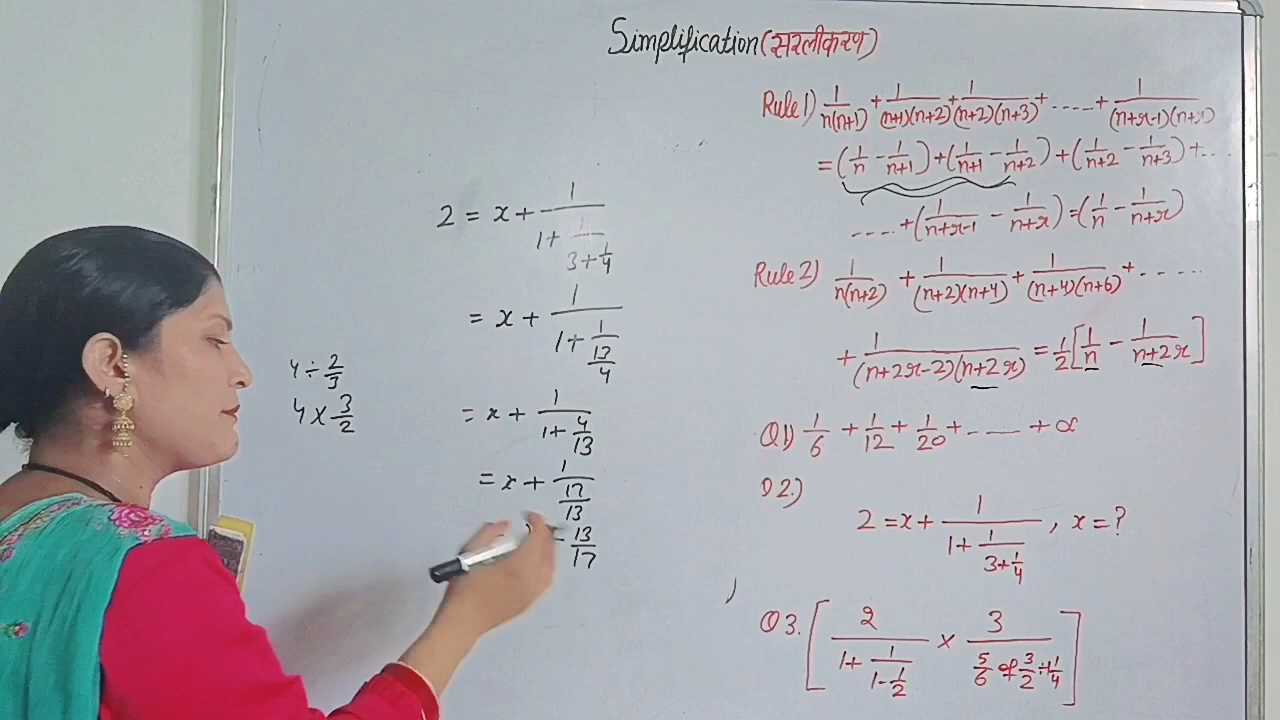 Simplification(सरलीकरण)
Rule 1) 1/n(n+1) + 1/(n+1)(n+2) + 1/(n+2)(n+3) + ..... + 1/(n+r-1)(n+r)
= (1/n - 1/n+1) + (1/n+1 - 1/n+2) + (1/n+2 - 1/n+3) + ...
.....+(1/n+r-1 - 1/n+r) = (1/n - 1/n+r)
Rule 2) 1/n(n+2) + 1/(n+2)(n+4) + 1/(n+4)(n+6) + - - - - -
+ 1/(n+2r-2)(n+2r) = 1/2 [1/n - 1/n+2r]
Q1) 1/6 + 1/12 + 1/20 + - - - + ∝
Q2.)
2 = x + 1/(1+1/(3+1/4)), x = ?
Q3. [2/(1+1/(1-1/2)) × 3/(5/6 of 3/2 ÷ 1 1/4)]
2 = x + 1/(1+1/(3+1/4))
= x + 1/(1+1/(13/4))
= x + 1/(1+4/13)
= x + 1/(17/13)
13/17
4 ÷ 2/3
4 × 3/2